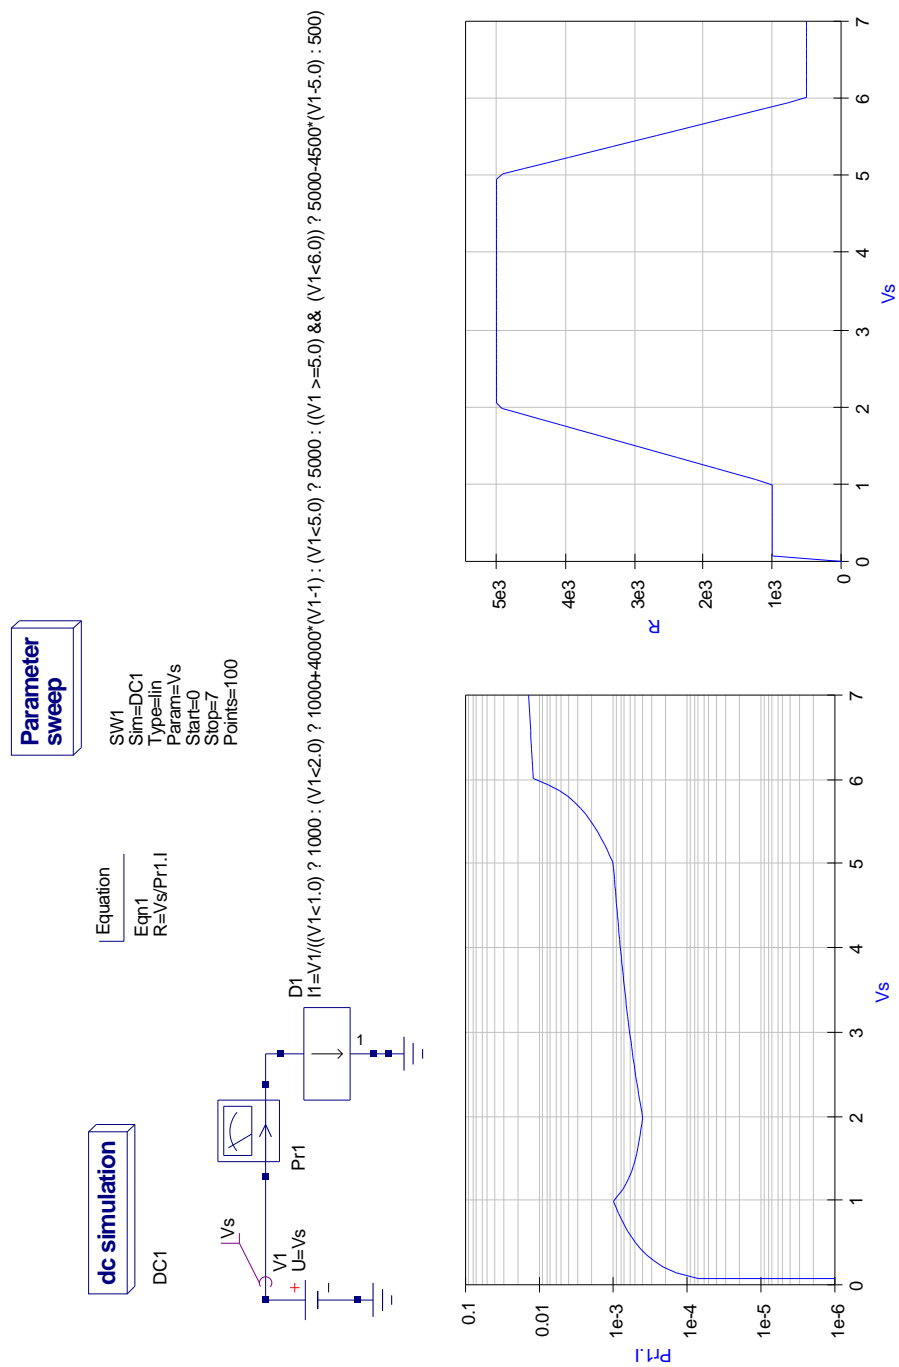 dc simulation
DC1
Equation
Eqn1
R=Vs/Pr1.I
Parameter
sweep
SW1
Sim=DC1
Type=lin
Param=Vs
Start=0
Stop=7
Points=100
Vs
V1
U=Vs
+
-
Pr1
D1
I1=V1/((V1<1.0) ? 1000 : (V1<2.0) ? 1000+4000*(V1-1) : (V1<5.0) ? 5000 : ((V1 >=5.0) && (V1<6.0)) ? 5000-4500*(V1-5.0) : 500)
1
0.1
0.01
1e-3
1e-4
1e-5
1e-6
Pr1.I
0 1 2 3 4 5 6 7
Vs
5e3
4e3
3e3
2e3
1e3
0
R
0 1 2 3 4 5 6 7
Vs